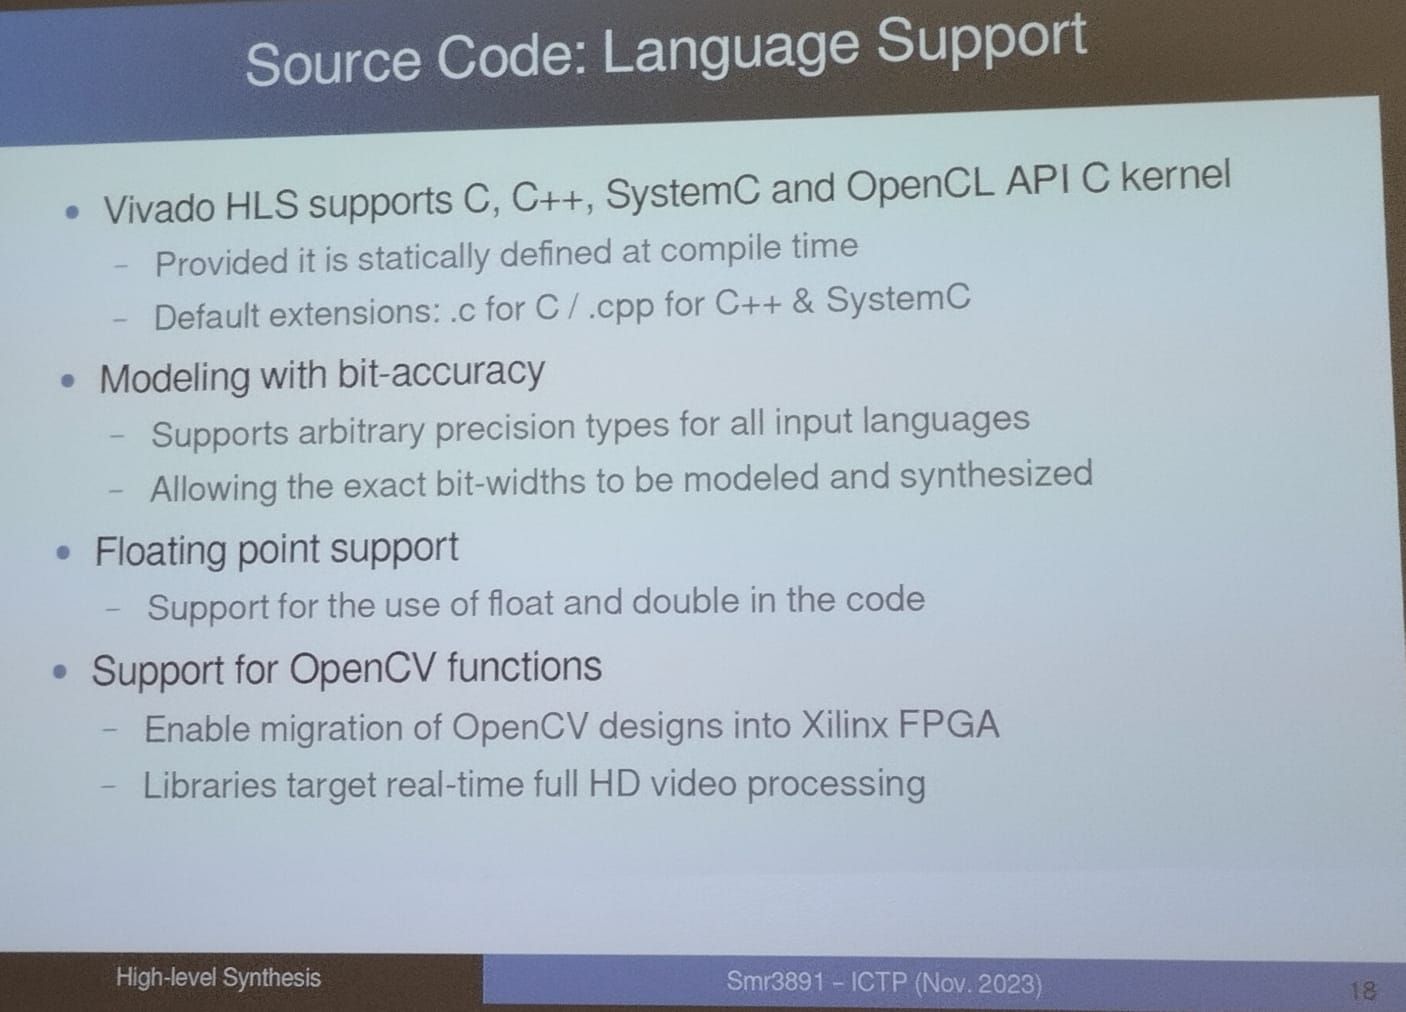 Source Code: Language Support
• Vivado HLS supports C, C++, SystemC and OpenCL API C kernel
– Provided it is statically defined at compile time
– Default extensions: .c for C / .cpp for C++ & SystemC
• Modeling with bit-accuracy
– Supports arbitrary precision types for all input languages
– Allowing the exact bit-widths to be modeled and synthesized
• Floating point support
– Support for the use of float and double in the code
• Support for OpenCV functions
– Enable migration of OpenCV designs into Xilinx FPGA
– Libraries target real-time full HD video processing
High-level Synthesis
Smr3891 – ICTP (Nov. 2023)
18